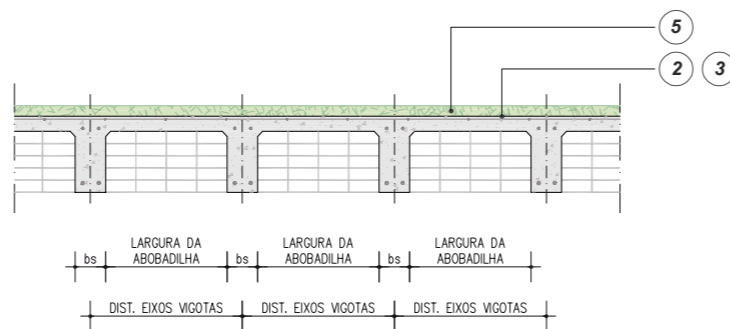 5
2 3
LARGURA DA LARGURA DA LARGURA DA
bs ABOBADILHA bs ABOBADILHA bs ABOBADILHA
DIST. EIXOS VIGOTAS DIST. EIXOS VIGOTAS DIST. EIXOS VIGOTAS